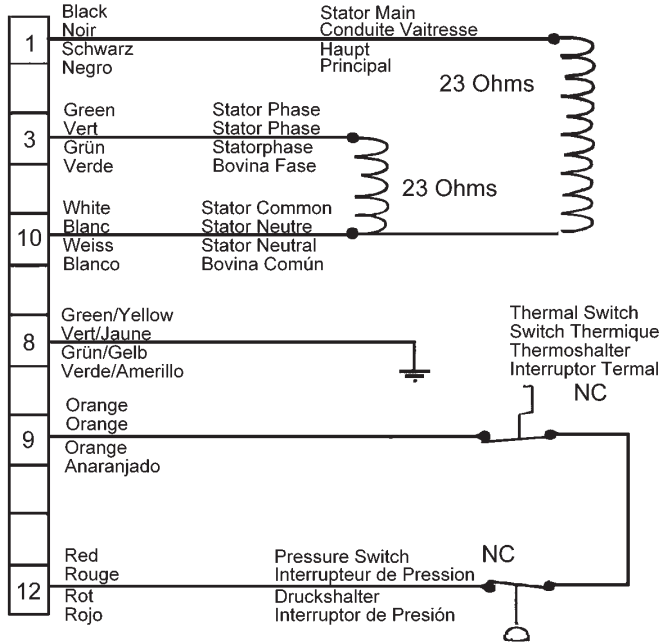 Black
Noir
Schwarz
Negro
Stator Main
Conduite Vaitresse
Haupt
Principal
1
23 Ohms
Green
Vert
Grün
Verde
Stator Phase
Stator Phase
Statorphase
Bovina Fase
3
23 Ohms
White
Blanc
Weiss
Blanco
Stator Common
Stator Neutre
Stator Neutral
Bovina Común
10
Green/Yellow
Vert/Jaune
Grün/Gelb
Verde/Amerillo
8
Thermal Switch
Switch Thermique
Thermoshalter
Interruptor Termal
NC
Orange
Orange
Orange
Anaranjado
9
Red
Rouge
Rot
Rojo
Pressure Switch
Interrupteur de Pression
Druckshalter
Interruptor de Presión
NC
12